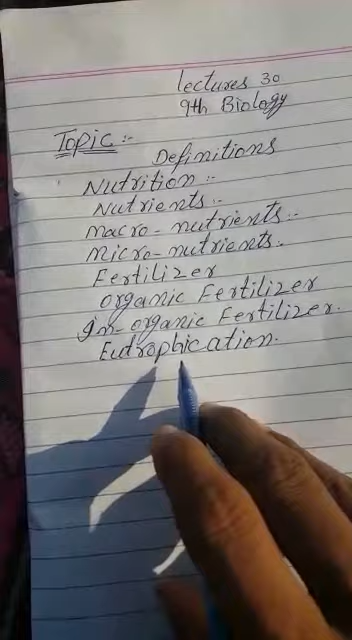 lectures 30
9th Biology
Topic :-
Definitions
Nutrition :-
Nutrients :-
macro-nutrients :-
micro-nutrients :-
Fertilizer
organic Fertilizer
In-organic Fertilizer.
Eutrophication.